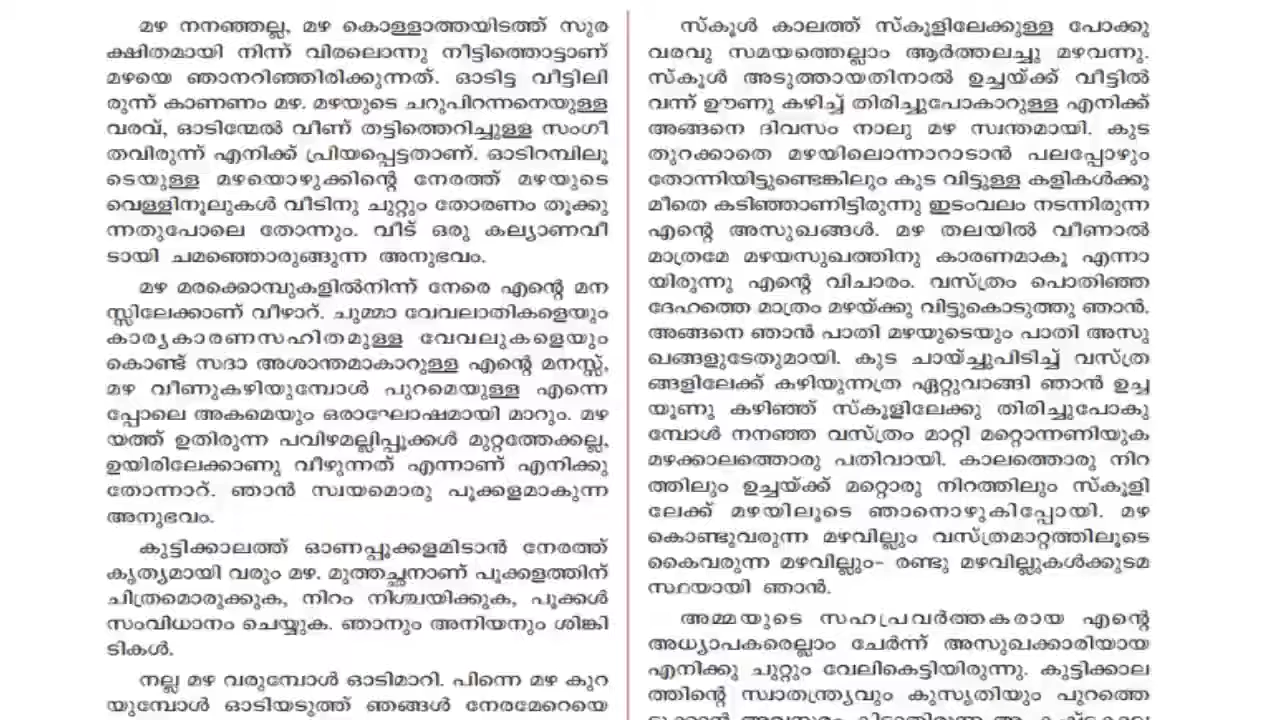 മഴ നനഞ്ഞല്ല, മഴ കൊള്ളാത്തയിടത്ത് സുര
ക്ഷിതമായി നിന്ന് വിരലൊന്നു നീട്ടിത്തൊട്ടാണ്
മഴയെ ഞാനറിഞ്ഞിരിക്കുന്നത്. ഓടിട്ട വീട്ടിലി
രുന്ന് കാണണം മഴ. മഴയുടെ ചറുപിറന്നനെയുള്ള
വരവ്, ഓടിന്മേൽ വീണ് തട്ടിത്തെറിച്ചുള്ള സംഗീ
തവിരുന്ന് എനിക്ക് പ്രിയപ്പെട്ടതാണ്. ഓടിറമ്പിലൂ
ടെയുള്ള മഴയൊഴുക്കിന്റെ നേരത്ത് മഴയുടെ
വെള്ളിനൂലുകൾ വീടിനു ചുറ്റും തോരണം തൂക്കു
ന്നതുപോലെ തോന്നും. വീട് ഒരു കല്യാണവീ
ടായി ചമഞ്ഞൊരുങ്ങുന്ന അനുഭവം.
മഴ മരക്കൊമ്പുകളിൽനിന്ന് നേരെ എന്റെ മന
സ്സിലേക്കാണ് വീഴാറ്. ചുമ്മാ വേവലാതികളെയും
കാര്യകാരണസഹിതമുള്ള വേവലുകളെയും
കൊണ്ട് സദാ അശാന്തമാകാറുള്ള എന്റെ മനസ്സ്,
മഴ വീണുകഴിയുമ്പോൾ പുറമെയുള്ള എന്നെ
പ്പോലെ അകമെയും ഒരാഘോഷമായി മാറും. മഴ
യത്ത് ഉതിരുന്ന പവിഴമല്ലിപ്പൂക്കൾ മുറ്റത്തേക്കല്ല,
ഉയിരിലേക്കാണു വീഴുന്നത് എന്നാണ് എനിക്കു
തോന്നാറ്. ഞാൻ സ്വയമൊരു പൂക്കളമാകുന്ന
അനുഭവം.
കുട്ടിക്കാലത്ത് ഓണപ്പൂക്കളമിടാൻ നേരത്ത്
കൃത്യമായി വരും മഴ. മുത്തച്ഛനാണ് പൂക്കളത്തിന്
ചിത്രമൊരുക്കുക, നിറം നിശ്ചയിക്കുക, പൂക്കൾ
സംവിധാനം ചെയ്യുക. ഞാനും അനിയനും ശിങ്കി
ടികൾ.
നല്ല മഴ വരുമ്പോൾ ഓടിമാറി. പിന്നെ മഴ കുറ
യുമ്പോൾ ഓടിയടുത്ത് ഞങ്ങൾ നേരമേറെയെ
സ്കൂൾ കാലത്ത് സ്കൂളിലേക്കുള്ള പോക്കു
വരവു സമയത്തെല്ലാം ആർത്തലച്ചു മഴവന്നു.
സ്കൂൾ അടുത്തായതിനാൽ ഉച്ചയ്ക്ക് വീട്ടിൽ
വന്ന് ഊണു കഴിച്ച് തിരിച്ചുപോകാറുള്ള എനിക്ക്
അങ്ങനെ ദിവസം നാലു മഴ സ്വന്തമായി. കുട
തുറക്കാതെ മഴയിലൊന്നാറാടാൻ പലപ്പോഴും
തോന്നിയിട്ടുണ്ടെങ്കിലും കുട വിട്ടുള്ള കളികൾക്കു
മീതെ കടിഞ്ഞാണിട്ടിരുന്നു ഇടംവലം നടന്നിരുന്ന
എന്റെ അസുഖങ്ങൾ. മഴ തലയിൽ വീണാൽ
മാത്രമേ മഴയസുഖത്തിനു കാരണമാകൂ എന്നാ
യിരുന്നു എന്റെ വിചാരം. വസ്ത്രം പൊതിഞ്ഞ
ദേഹത്തെ മാത്രം മഴയ്ക്കു വിട്ടുകൊടുത്തു ഞാൻ.
അങ്ങനെ ഞാൻ പാതി മഴയുടെയും പാതി അസു
ഖങ്ങളുടേതുമായി. കുട ചായ്ച്ചുപിടിച്ച് വസ്ത്ര
ങ്ങളിലേക്ക് കഴിയുന്നത്ര ഏറ്റുവാങ്ങി ഞാൻ ഉച്ച
യൂണു കഴിഞ്ഞ് സ്കൂളിലേക്കു തിരിച്ചുപോകു
മ്പോൾ നനഞ്ഞ വസ്ത്രം മാറ്റി മറ്റൊന്നണിയുക
മഴക്കാലത്തൊരു പതിവായി. കാലത്തൊരു നിറ
ത്തിലും ഉച്ചയ്ക്ക് മറ്റൊരു നിറത്തിലും സ്കൂളി
ലേക്ക് മഴയിലൂടെ ഞാനൊഴുകിപ്പോയി. മഴ
കൊണ്ടുവരുന്ന മഴവില്ലും വസ്ത്രമാറ്റത്തിലൂടെ
കൈവരുന്ന മഴവില്ലും- രണ്ടു മഴവില്ലുകൾക്കുടമ
സ്ഥയായി ഞാൻ.
അമ്മയുടെ സഹപ്രവർത്തകരായ എന്റെ
അധ്യാപകരെല്ലാം ചേർന്ന് അസുഖക്കാരിയായ
എനിക്കു ചുറ്റും വേലികെട്ടിയിരുന്നു. കുട്ടിക്കാല
ത്തിന്റെ സ്വാതന്ത്ര്യവും കുസൃതിയും പുറത്തെ